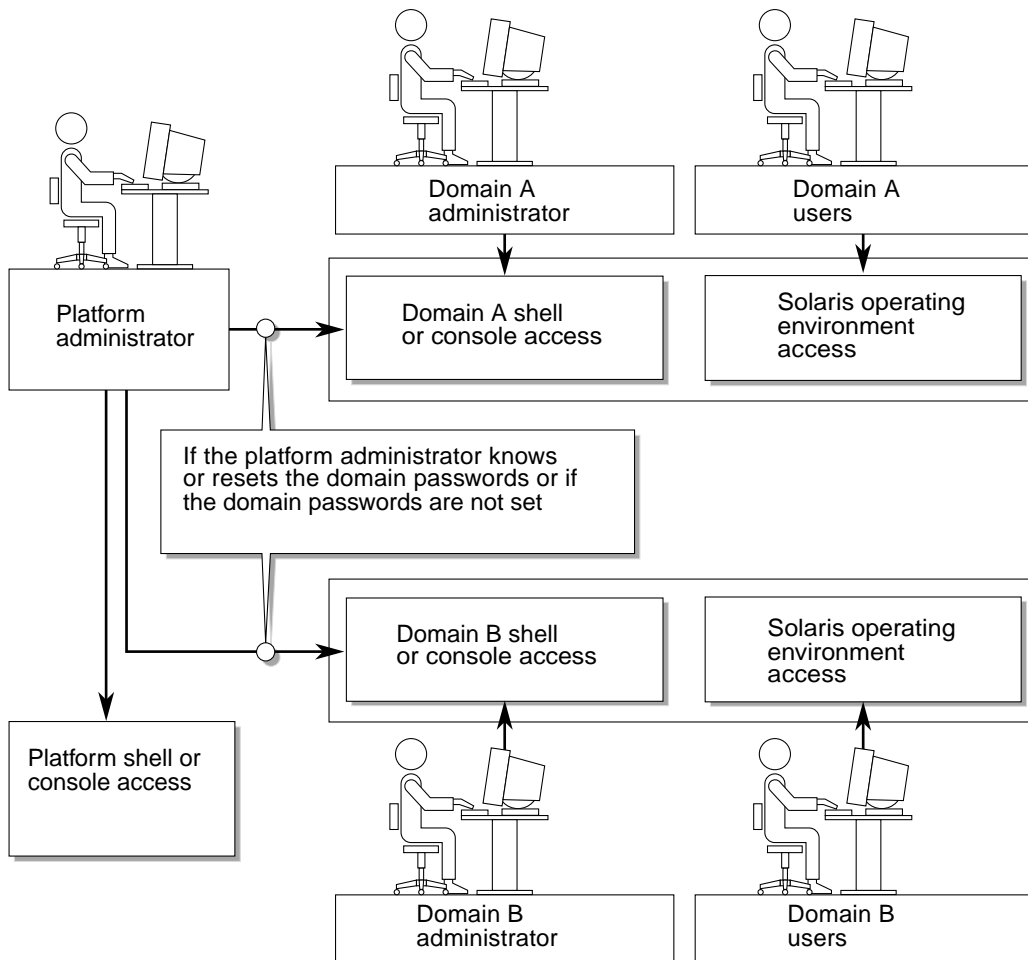 Domain A
administrator
Domain A
users
Platform
administrator
Domain A shell
or console access
Solaris operating
environment
access
If the platform administrator knows
or resets the domain passwords or if
the domain passwords are not set
Domain B shell
or console access
Solaris operating
environment
access
Platform shell or
console access
Domain B
administrator
Domain B
users